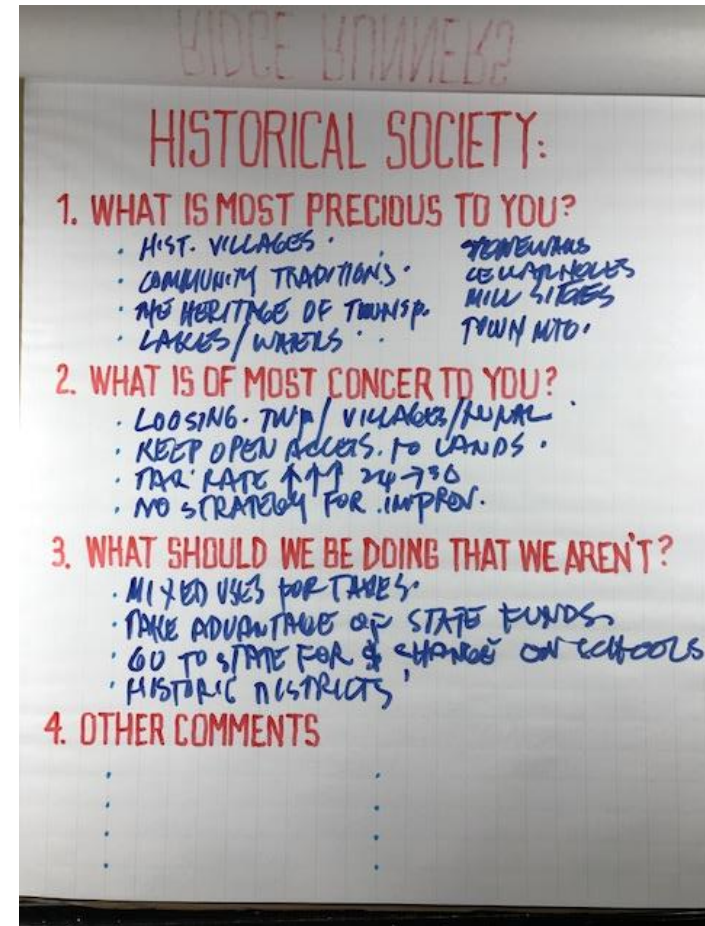 RIDGE RUNNERS
HISTORICAL SOCIETY:
1. WHAT IS MOST PRECIOUS TO YOU?
· HIST. VILLAGES · STONEWALLS
· COMMUNITY TRADITIONS · CELLAR HOLES
· THE HERITAGE OF TOWNSP. MILL SITES
· LAKES/WATERS · TOWN
2. WHAT IS OF MOST CONCER TO YOU?
· LOOSING. TWP/VILLAGES/RURAL
· KEEP OPEN ACCESS. TO LANDS ·
· TAX RATE ↑↑↑ 24→30
· NO STRATEGY FOR IMPROV.
3. WHAT SHOULD WE BE DOING THAT WE AREN'T?
· MIXED USES FOR TAXES·
· TAKE ADVANTAGE OF STATE FUNDS
· GO TO STATE FOR $ CHANGE ON SCHOOLS
· HISTORIC DISTRICTS
4. OTHER COMMENTS